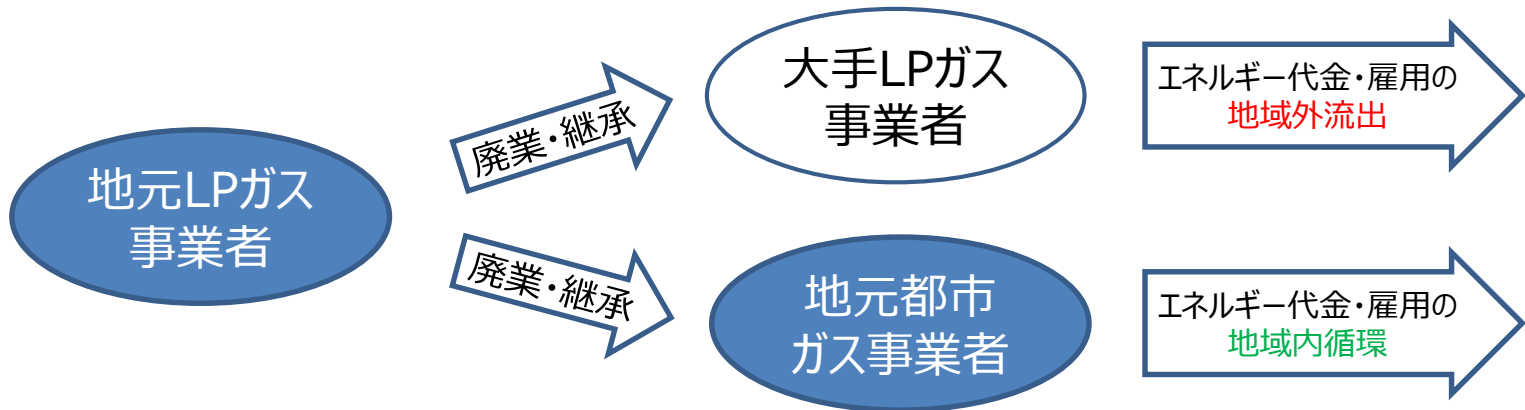 地元LPガス
事業者
廃業・継承
大手LPガス
事業者
エネルギー代金・雇用の
地域外流出
廃業・継承
地元都市
ガス事業者
エネルギー代金・雇用の
地域内循環